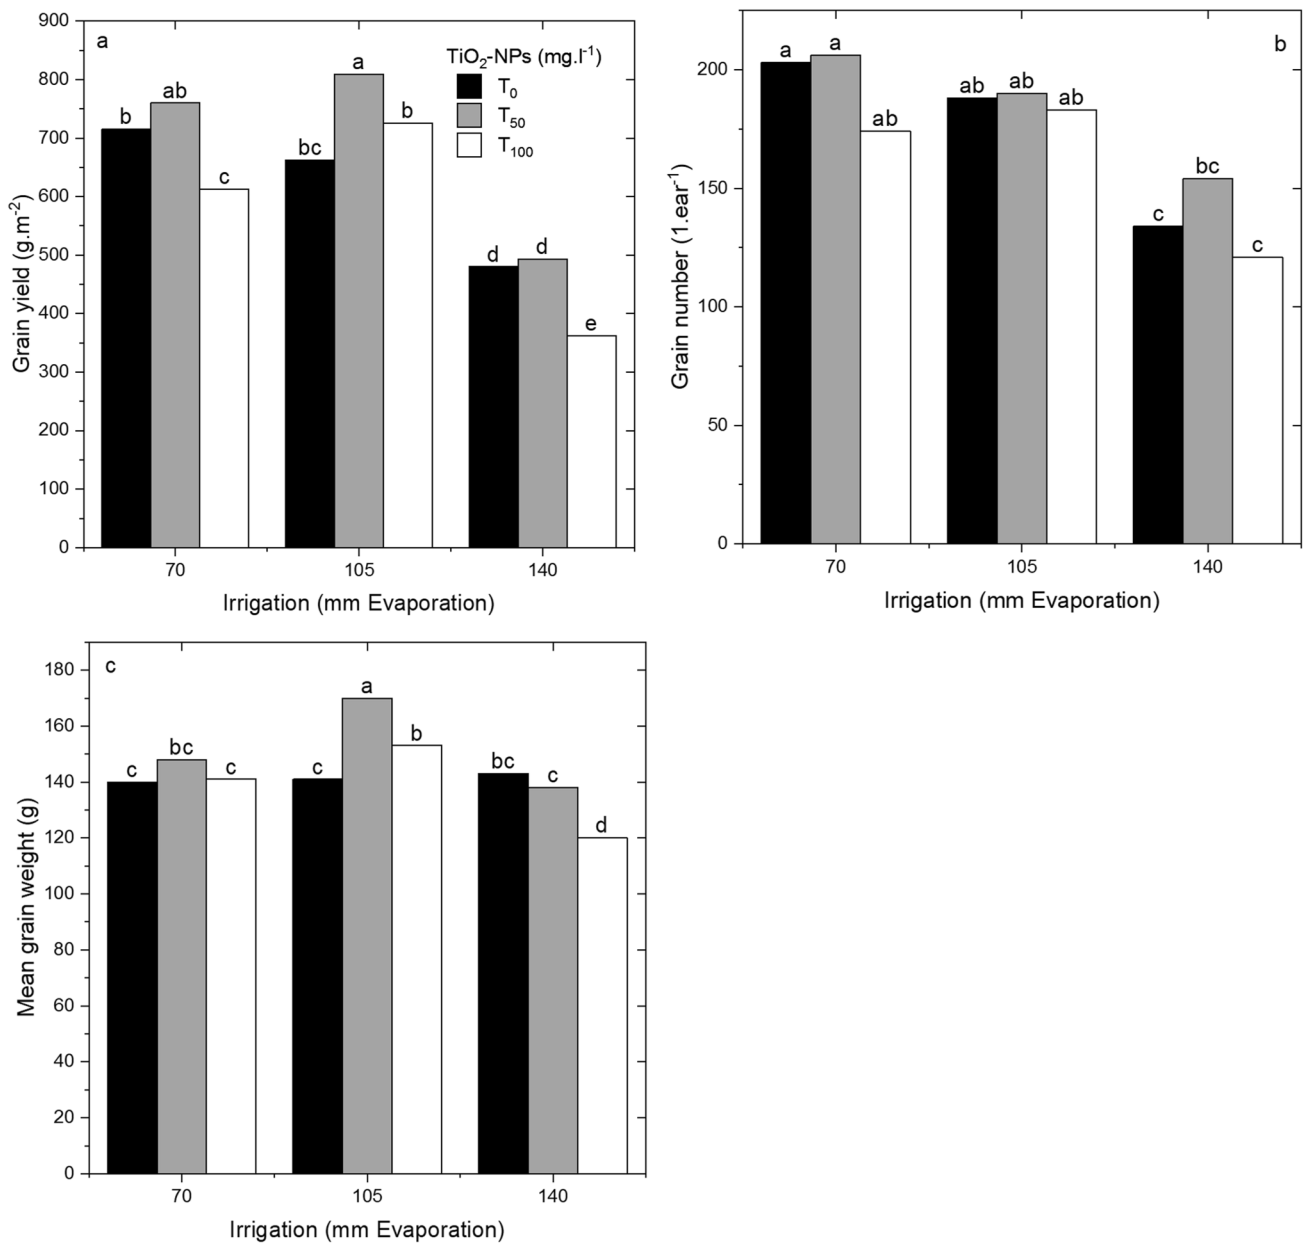 a
TiO₂-NPs (mg.l⁻¹)
T₀
T₅₀
T₁₀₀
Grain yield (g.m⁻²)
900
800
700
600
500
400
300
200
100
0
b ab c
bc a b
d d e
70 105 140
Irrigation (mm Evaporation)
b
Grain number (1.ear⁻¹)
200
150
100
50
0
a a ab
ab ab ab
c bc c
70 105 140
Irrigation (mm Evaporation)
c
Mean grain weight (g)
180
160
140
120
100
80
60
40
20
0
c bc c
c a b
bc c d
70 105 140
Irrigation (mm Evaporation)